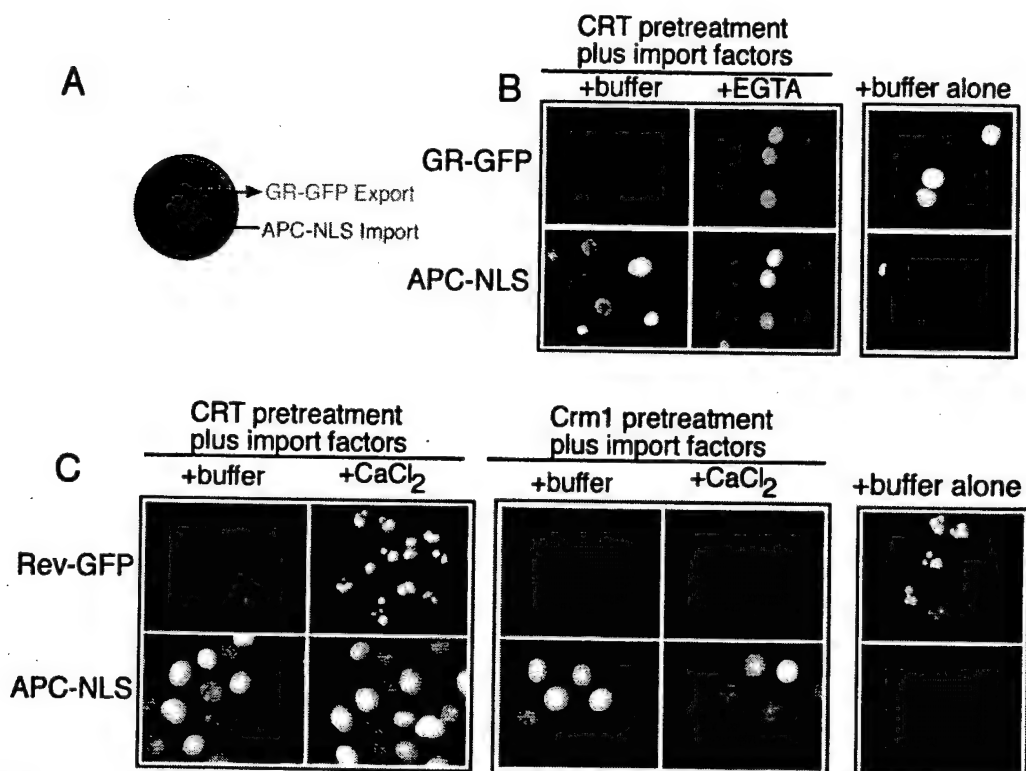 A
GR-GFP Export
APC-NLS Import
B
CRT pretreatment
plus import factors
+buffer
+EGTA
+buffer alone
GR-GFP
APC-NLS
C
CRT pretreatment
plus import factors
+buffer
+CaCl2
Crm1 pretreatment
plus import factors
+buffer
+CaCl2
+buffer alone
Rev-GFP
APC-NLS